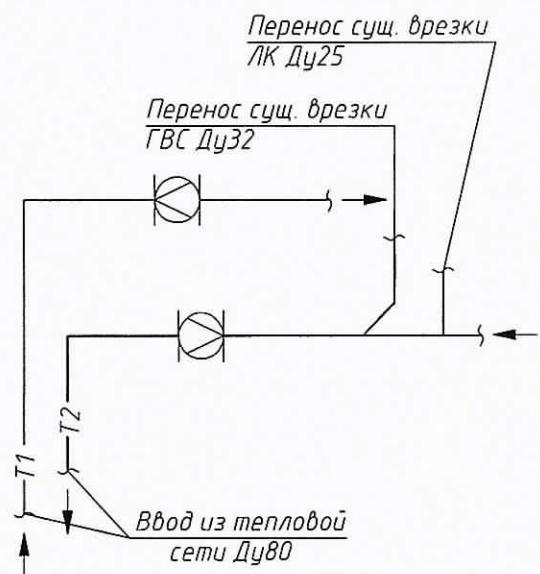 Перенос сущ. врезки
ЛК Ду25
Перенос сущ. врезки
ГВС Ду32
Т1
Т2
Ввод из тепловой
сети Ду80